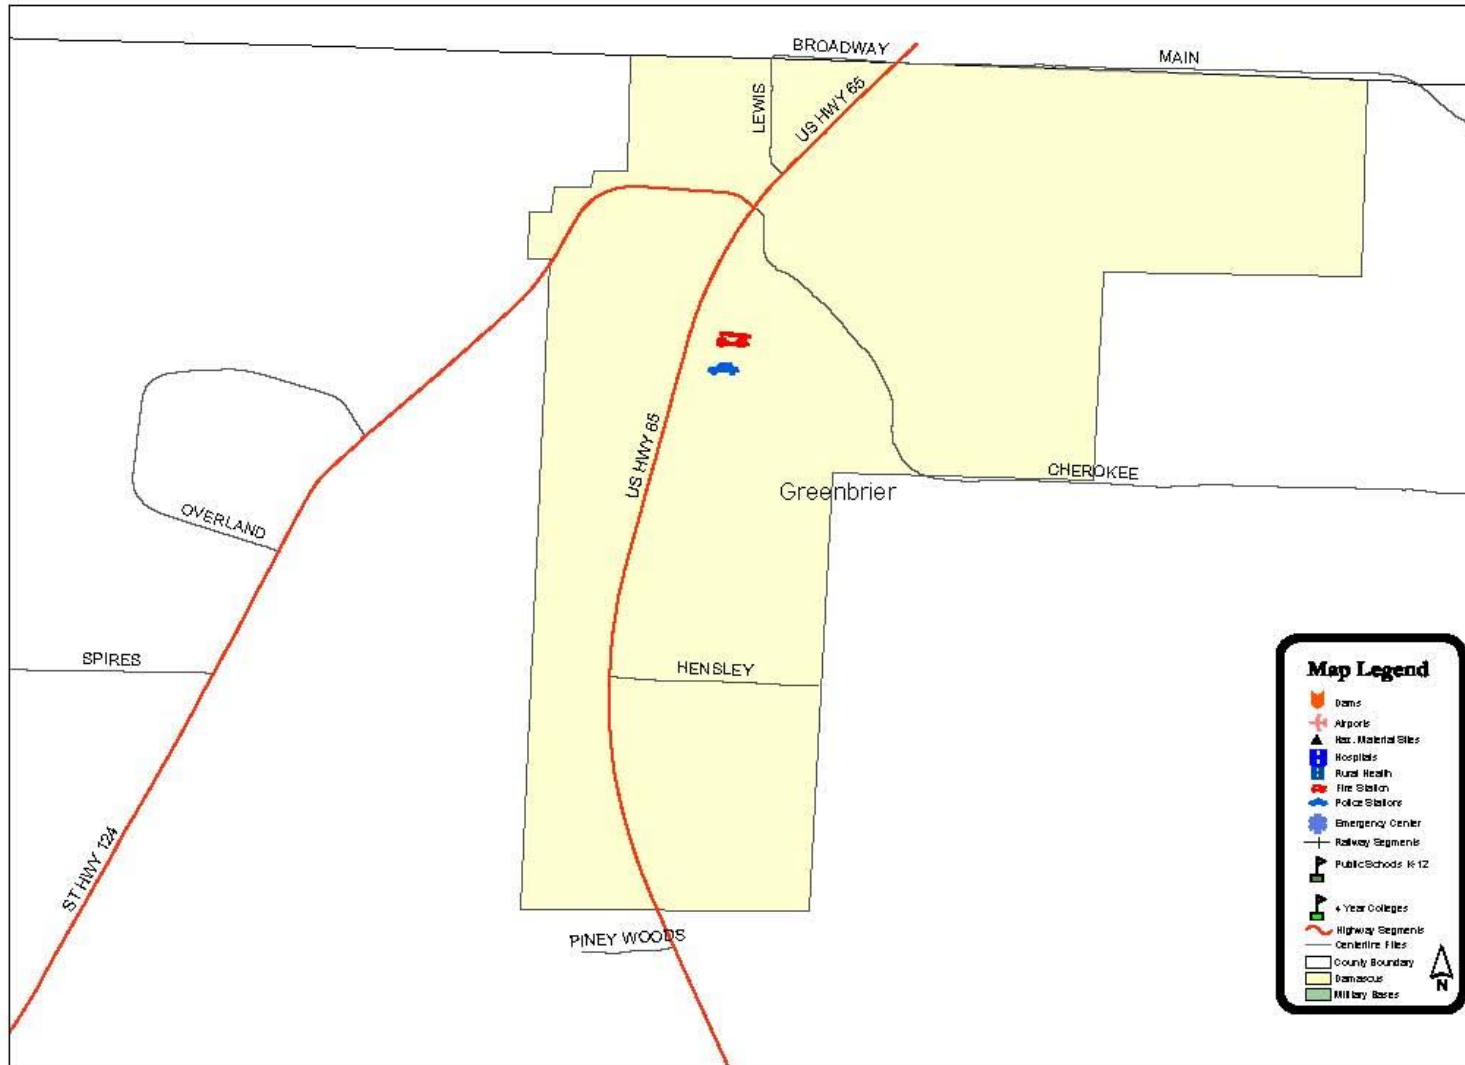 BROADWAY
MAIN
LEWIS
US HWY 65
US HWY 65
CHEROKEE
Greenbrier
OVERLAND
SPIRES
HENSLEY
ST HWY 124
PINEY WOODS
Map Legend
Dams
Airports
Haz. Material Sites
Hospitals
Rural Health
Fire Station
Police Stations
Emergency Center
Railway Segments
Public Schools K-12
4 Year Colleges
Highway Segments
Centerline Files
County Boundary
Damascus
Military Bases
N